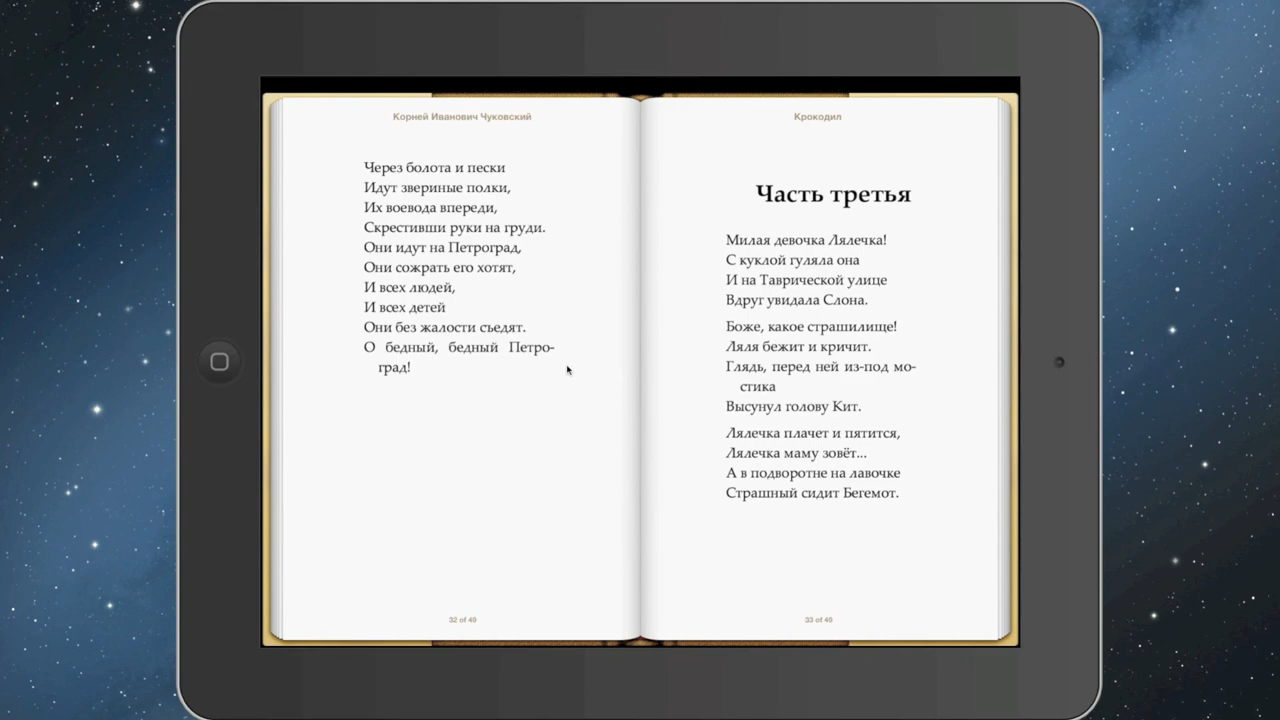 Корней Иванович Чуковский
Через болота и пески
Идут звериные полки,
Их воевода впереди,
Скрестивши руки на груди.
Они идут на Петроград,
Они сожрать его хотят,
И всех людей,
И всех детей
Они без жалости съедят.
О бедный, бедный Петро-
град!
32 of 49
Крокодил
Часть третья
Милая девочка Лялечка!
С куклой гуляла она
И на Таврической улице
Вдруг увидала Слона.
Боже, какое страшилище!
Ляля бежит и кричит.
Глядь, перед ней из-под мо-
стика
Высунул голову Кит.
Лялечка плачет и пятится,
Лялечка маму зовёт...
А в подворотне на лавочке
Страшный сидит Бегемот.
33 of 49